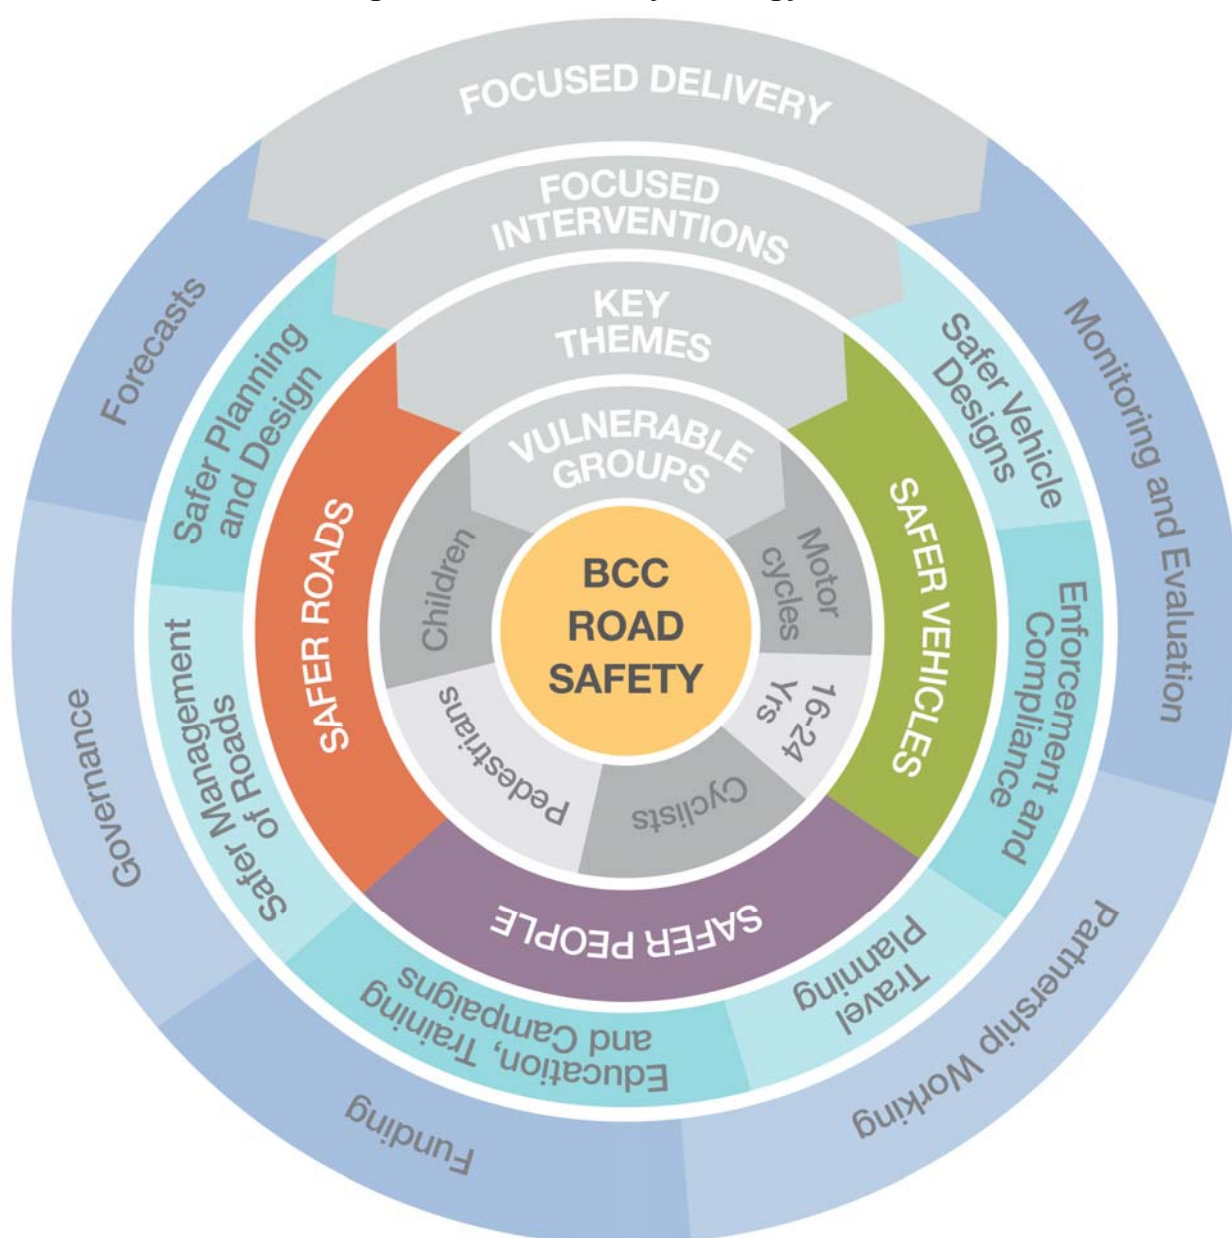 FOCUSED DELIVERY
FOCUSED
INTERVENTIONS
KEY
THEMES
VULNERABLE
GROUPS
BCC
ROAD
SAFETY
Motor
cycles
16-24
Yrs
Cyclists
Pedestrians
Children
SAFER VEHICLES
SAFER PEOPLE
SAFER ROADS
Safer Vehicle
Designs
Enforcement and
Compliance
Travel
Planning
Education, Training
and Campaigns
Safer Management
of Roads
Safer Planning
and Design
Monitoring and Evaluation
Partnership Working
Funding
Governance
Forecasts